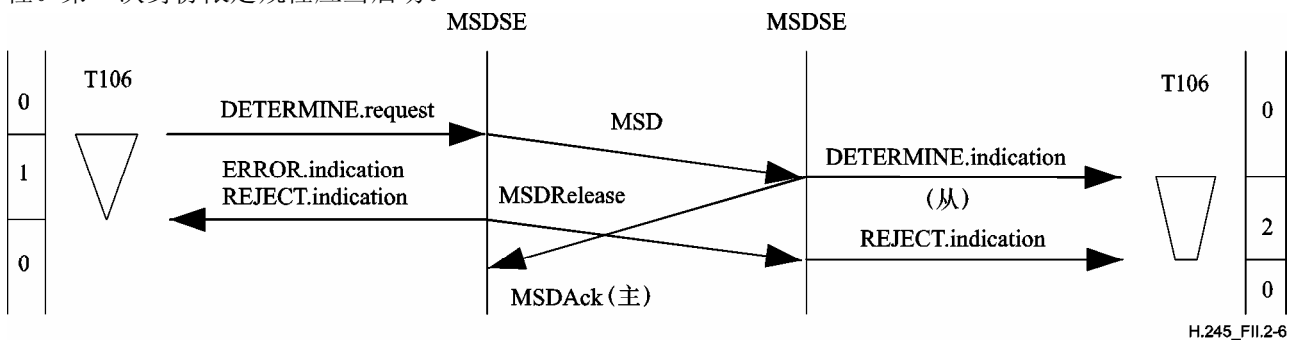 MSDSE MSDSE
T106 T106
0 0
DETERMINE.request MSD
1 ERROR.indication DETERMINE.indication
REJECT.indication MSDRelease (从)
2
REJECT.indication
0
MSDAck (主) 0
H.245_FII.2-6